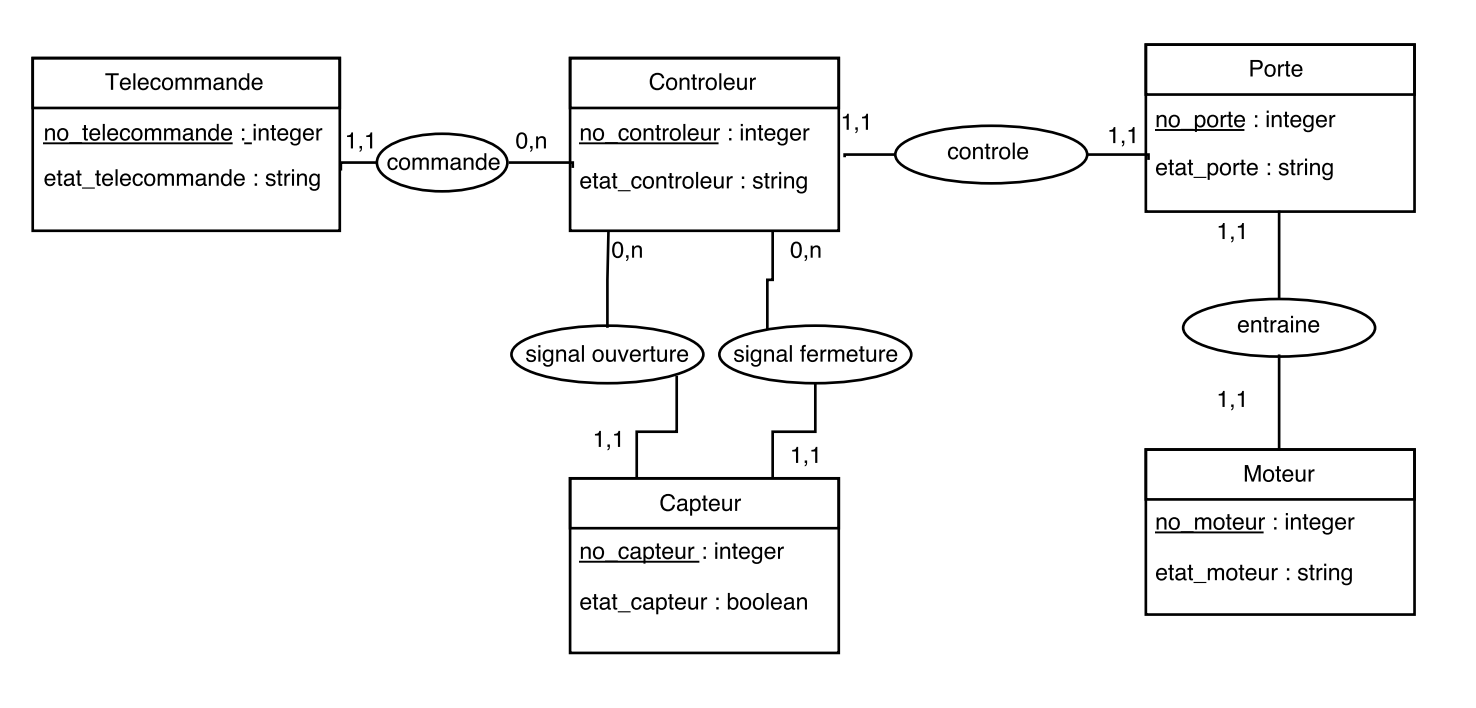 Telecommande
no_telecommande : integer
etat_telecommande : string
1,1
commande
0,n
Controleur
no_controleur : integer
etat_controleur : string
1,1
controle
1,1
Porte
no_porte : integer
etat_porte : string
0,n
0,n
signal ouverture
signal fermeture
1,1
1,1
Capteur
no_capteur : integer
etat_capteur : boolean
1,1
entraine
1,1
Moteur
no_moteur : integer
etat_moteur : string